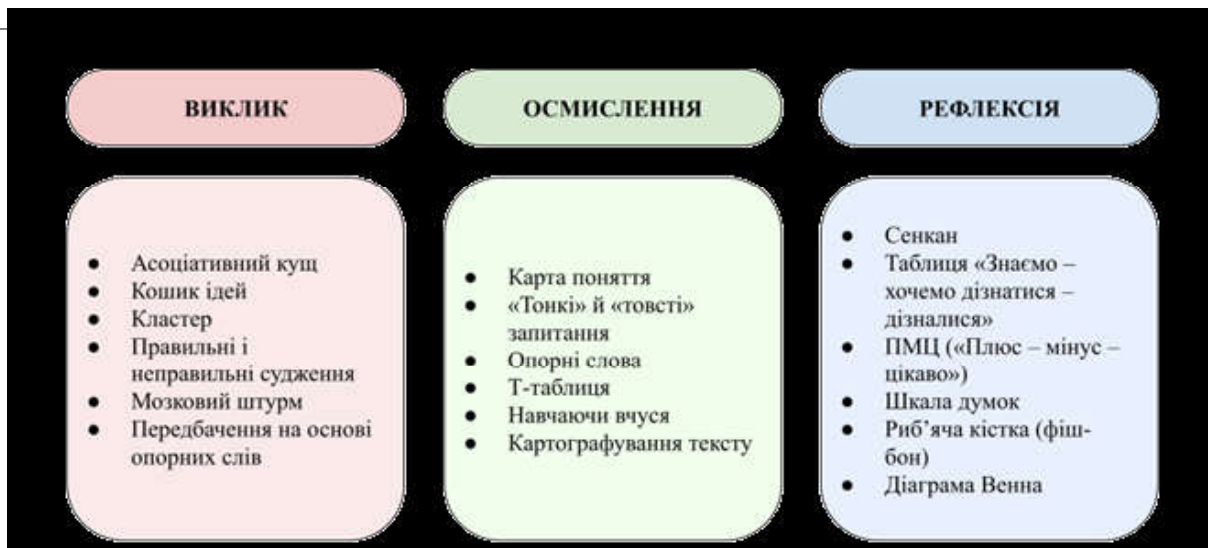 ВИКЛИК
● Асоціативний кущ
● Кошик ідей
● Кластер
● Правильні і
неправильні судження
● Мозковий штурм
● Передбачення на основі
опорних слів
ОСМИСЛЕННЯ
● Карта поняття
● «Тонкі» й «товсті»
запитання
● Опорні слова
● Т-таблиця
● Навчаючи вчуся
● Картографування тексту
РЕФЛЕКСІЯ
● Сенкан
● Таблиця «Знаємо –
хочемо дізнатися –
дізналися»
● ПМЦ («Плюс – мінус –
цікаво»)
● Шкала думок
● Риб’яча кістка (фіш-
бон)
● Діаграма Венна